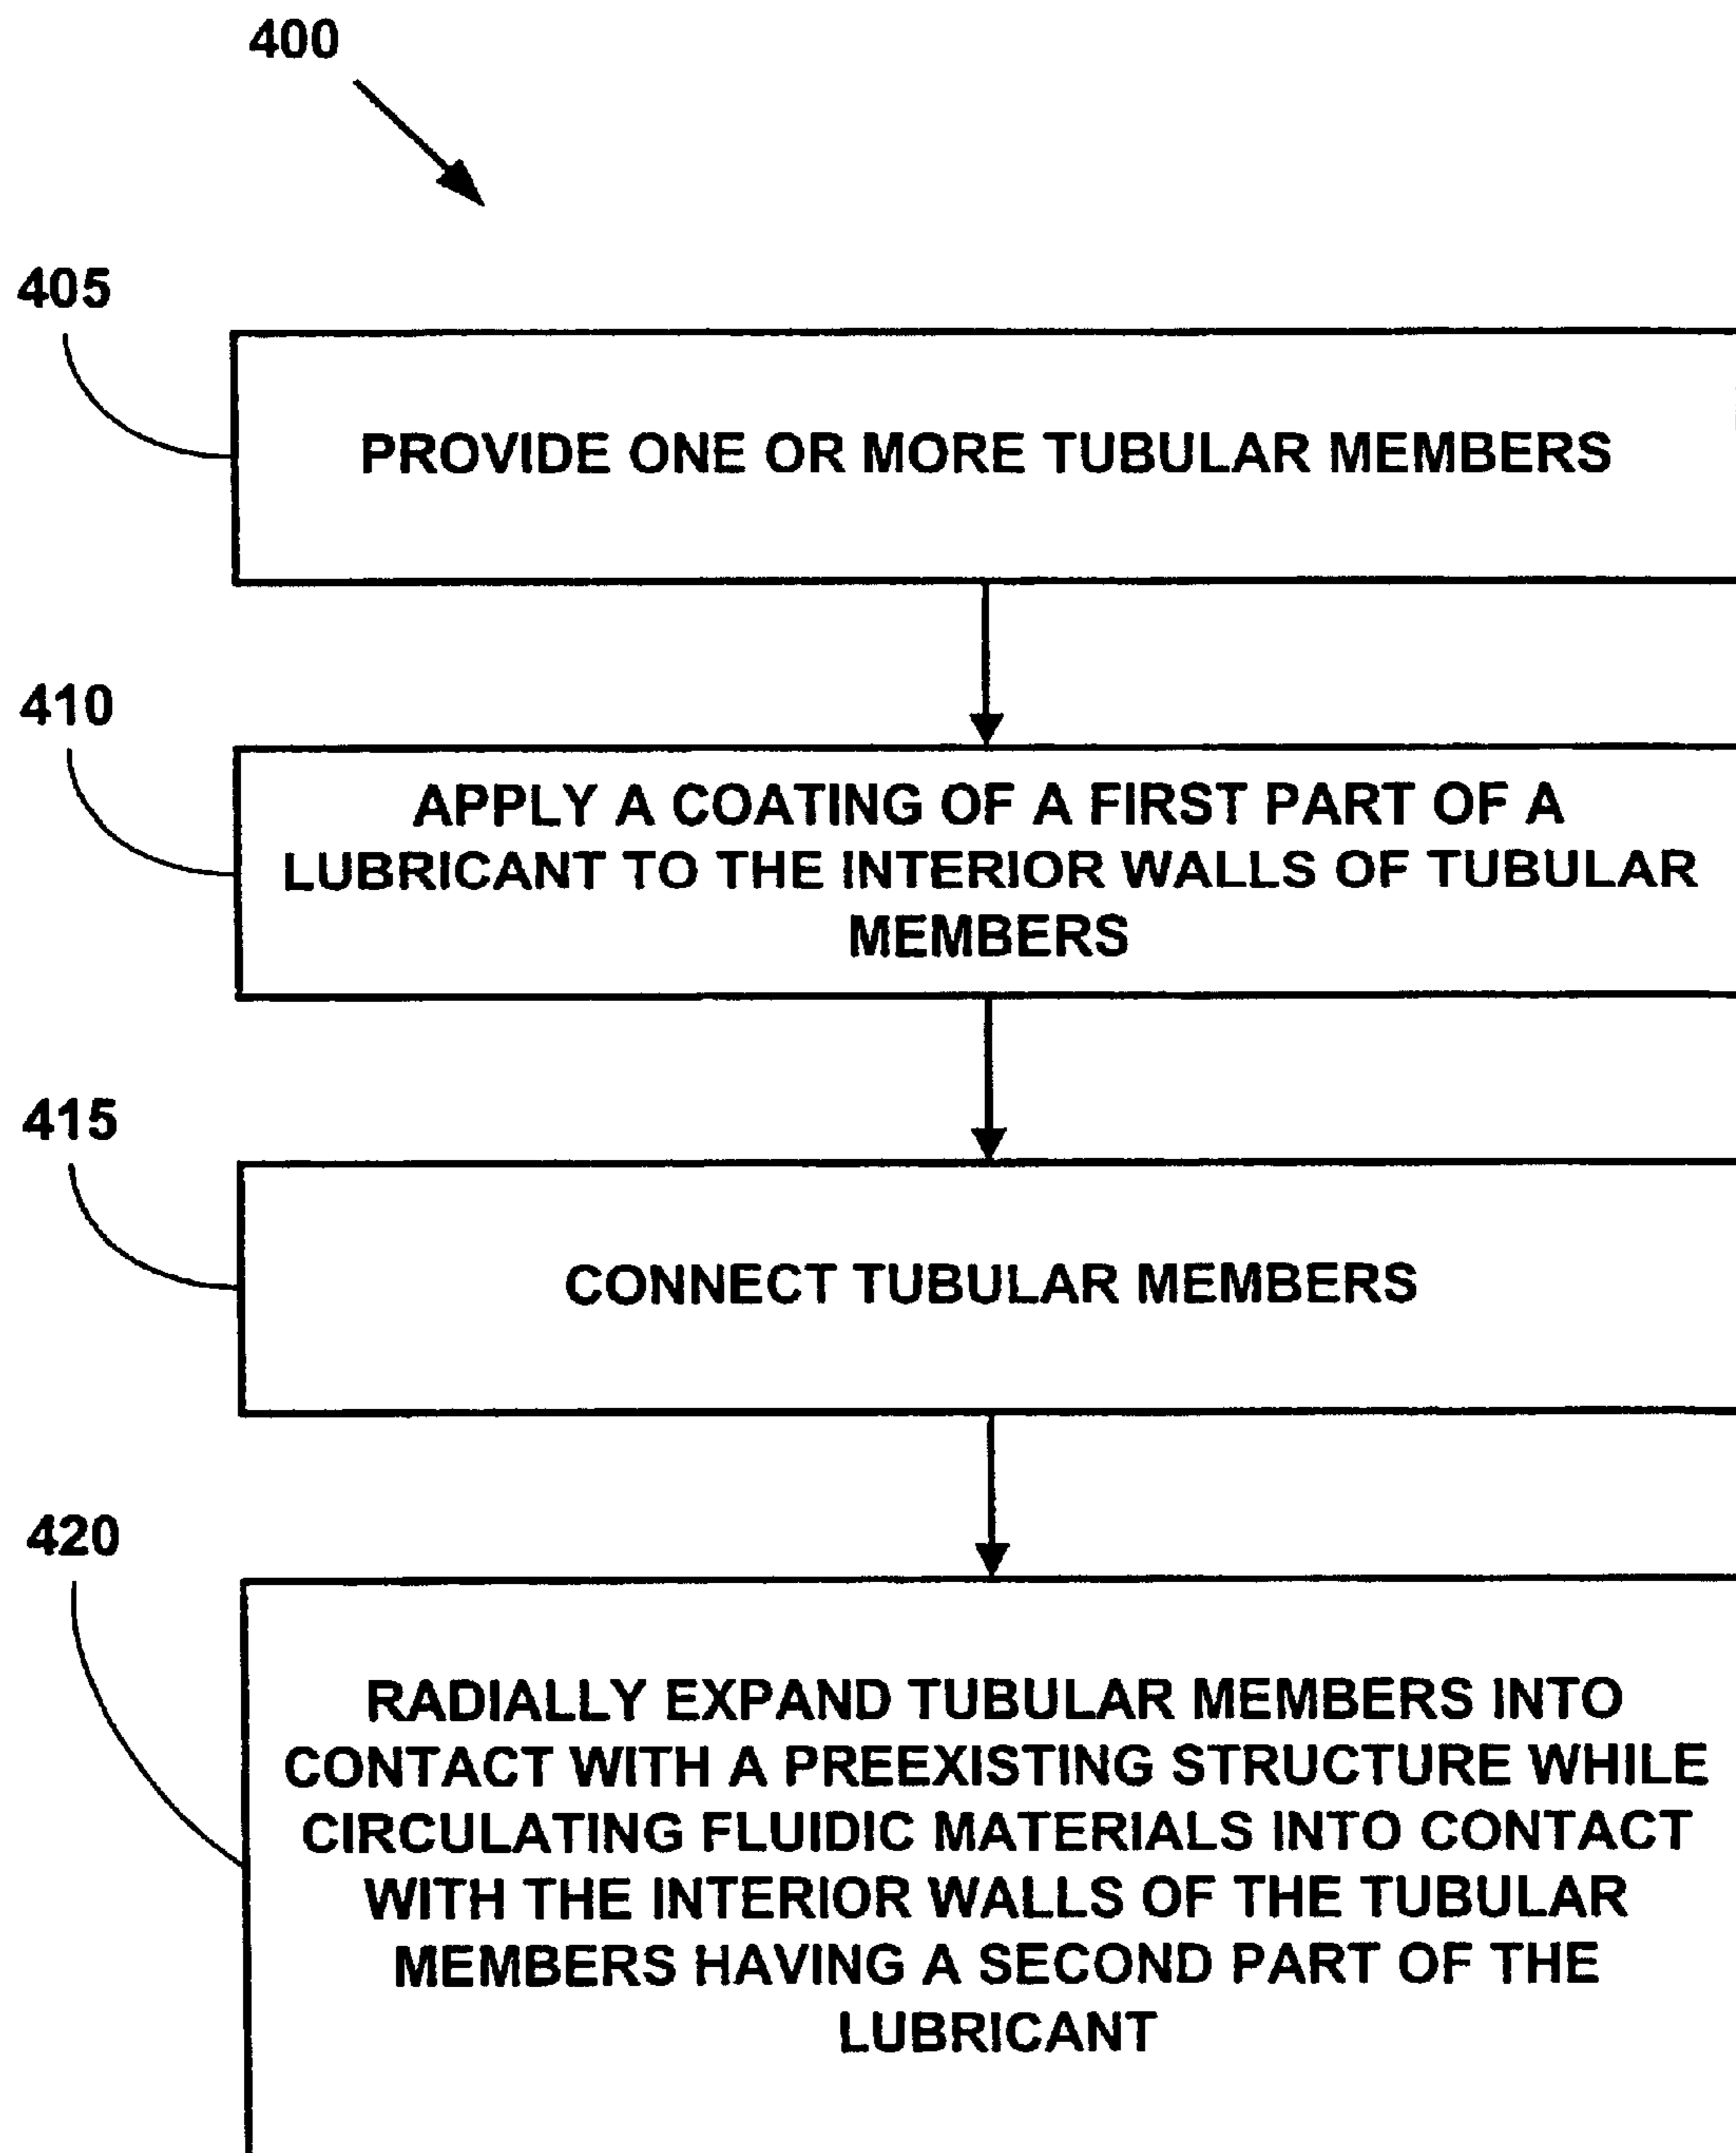 400
405
PROVIDE ONE OR MORE TUBULAR MEMBERS
410
APPLY A COATING OF A FIRST PART OF A
LUBRICANT TO THE INTERIOR WALLS OF TUBULAR
MEMBERS
415
CONNECT TUBULAR MEMBERS
420
RADIALLY EXPAND TUBULAR MEMBERS INTO
CONTACT WITH A PREEXISTING STRUCTURE WHILE
CIRCULATING FLUIDIC MATERIALS INTO CONTACT
WITH THE INTERIOR WALLS OF THE TUBULAR
MEMBERS HAVING A SECOND PART OF THE
LUBRICANT